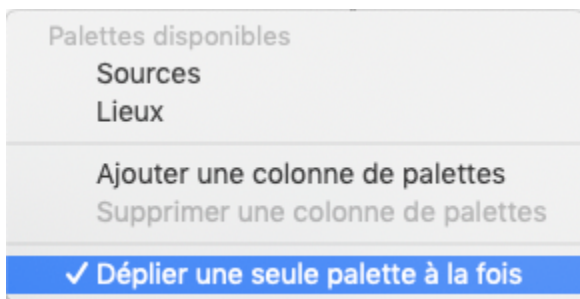 Palettes disponibles
Sources
Lieux
Ajouter une colonne de palettes
Supprimer une colonne de palettes
✓ Déplier une seule palette à la fois